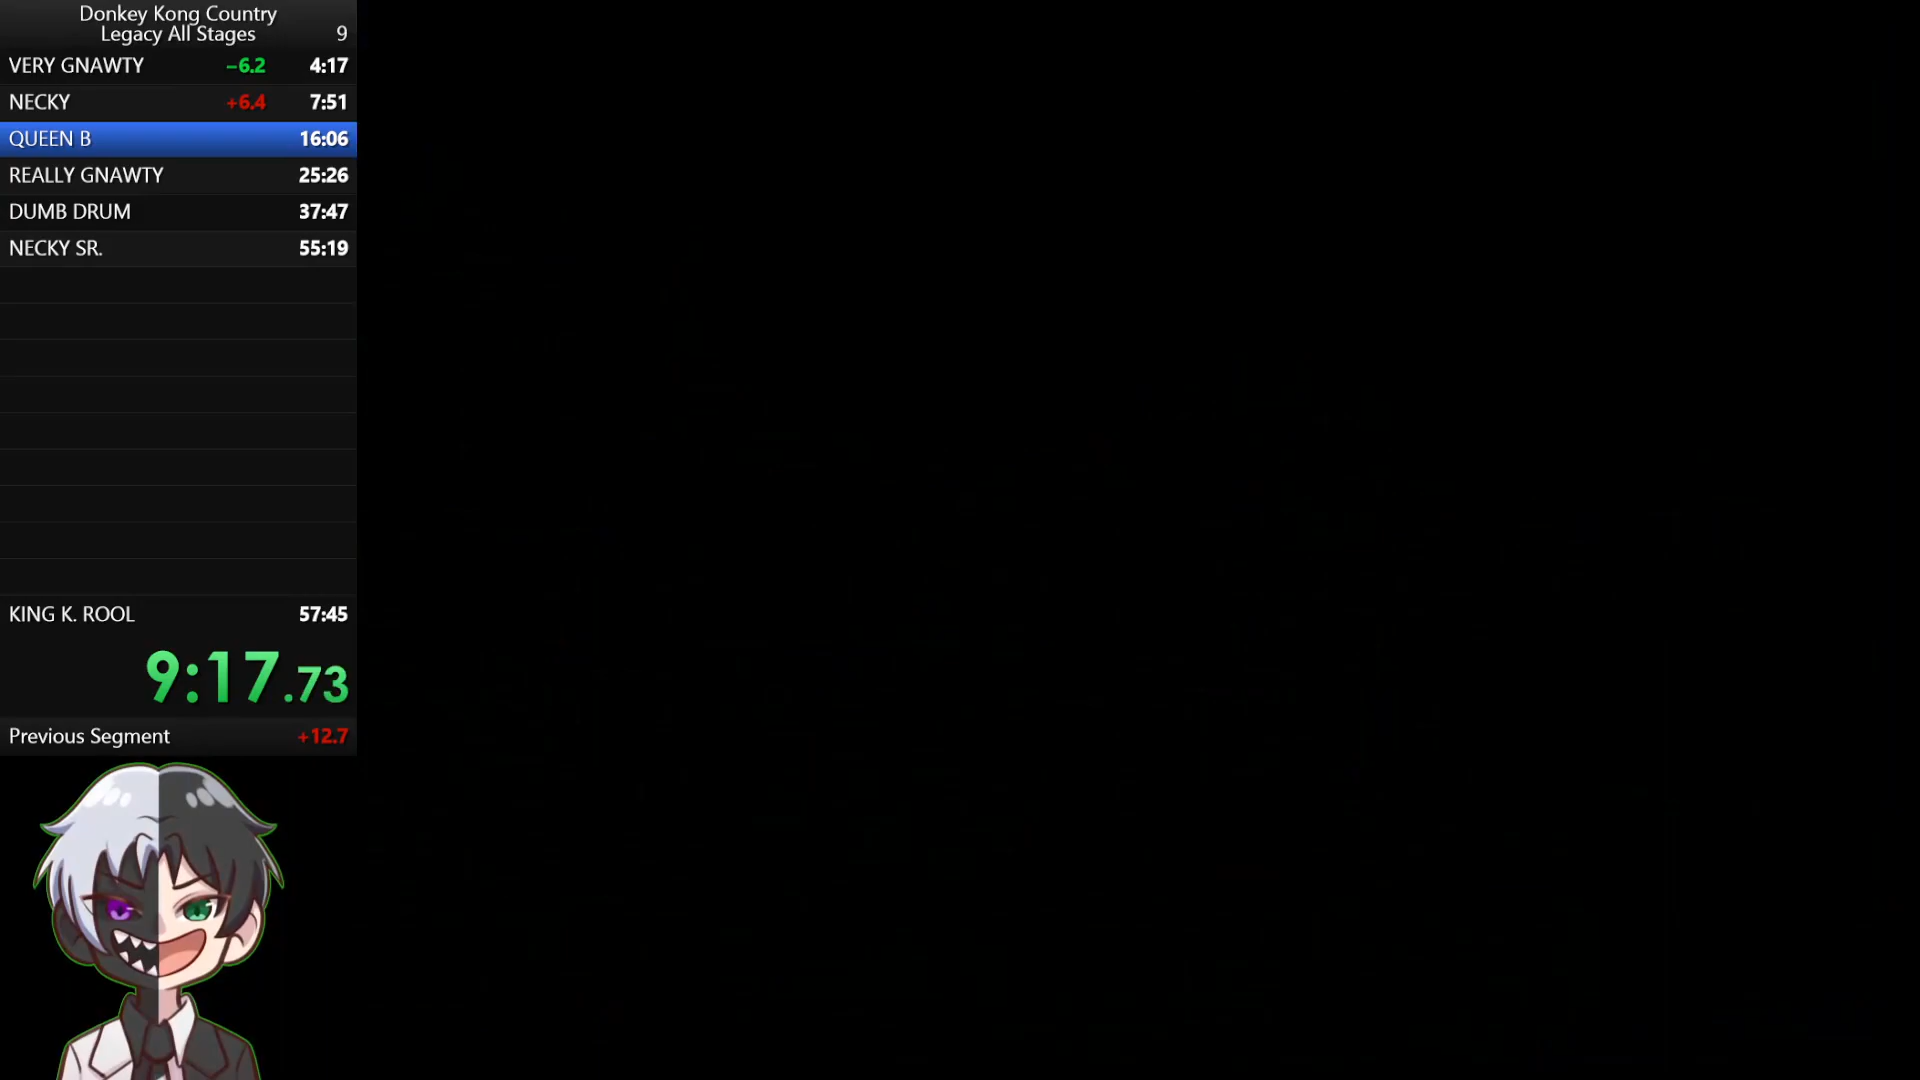 Donkey Kong Country
Legacy All Stages 9
VERY GNAWTY −6.2 4:17
NECKY +6.4 7:51
QUEEN B 16:06
REALLY GNAWTY 25:26
DUMB DRUM 37:47
NECKY SR. 55:19
KING K. ROOL 57:45
9:17.73
Previous Segment +12.7